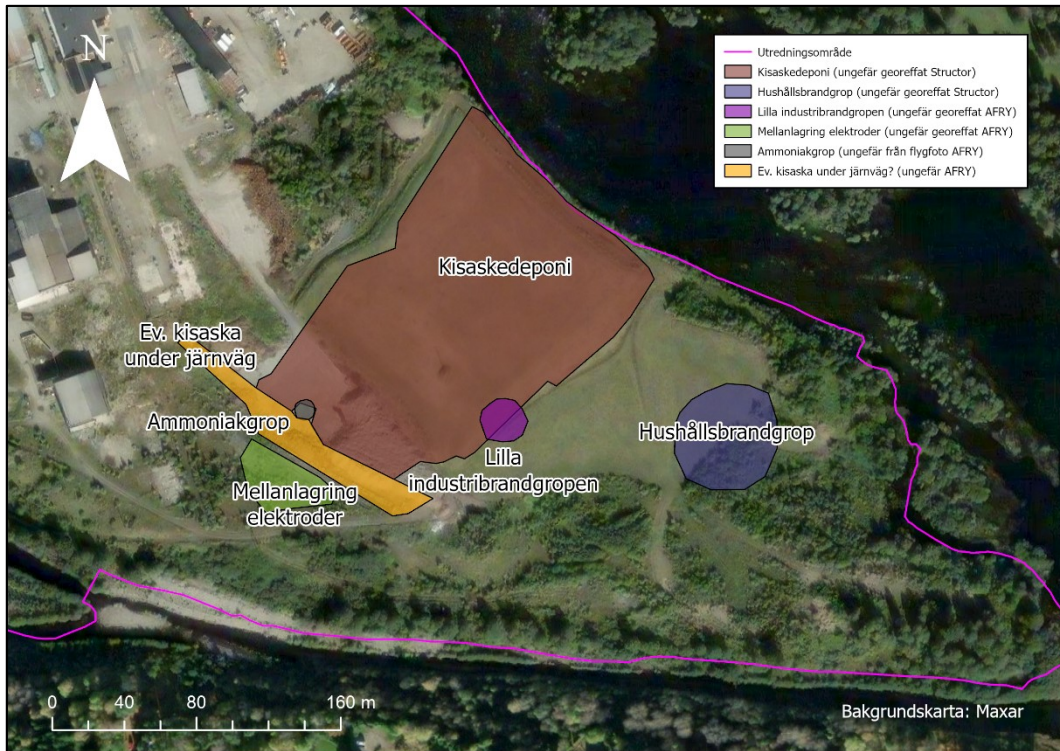 N
Utredningsområde
Kisaskedeponi (ungefär georeffat Structor)
Hushållsbrandgrop (ungefär georeffat Structor)
Lilla industribrandgropen (ungefär georeffat AFRY)
Mellanlagring elektroder (ungefär georeffat AFRY)
Ammoniakgrop (ungefär från flygfoto AFRY)
Ev. kisaska under järnväg? (ungefär AFRY)
Kisaskedeponi
Ev. kisaska
under järnväg
Ammoniakgrop
Hushållsbrandgrop
Lilla
industribrandgropen
Mellanlagring
elektroder
0 40 80 160 m
Bakgrundskarta: Maxar